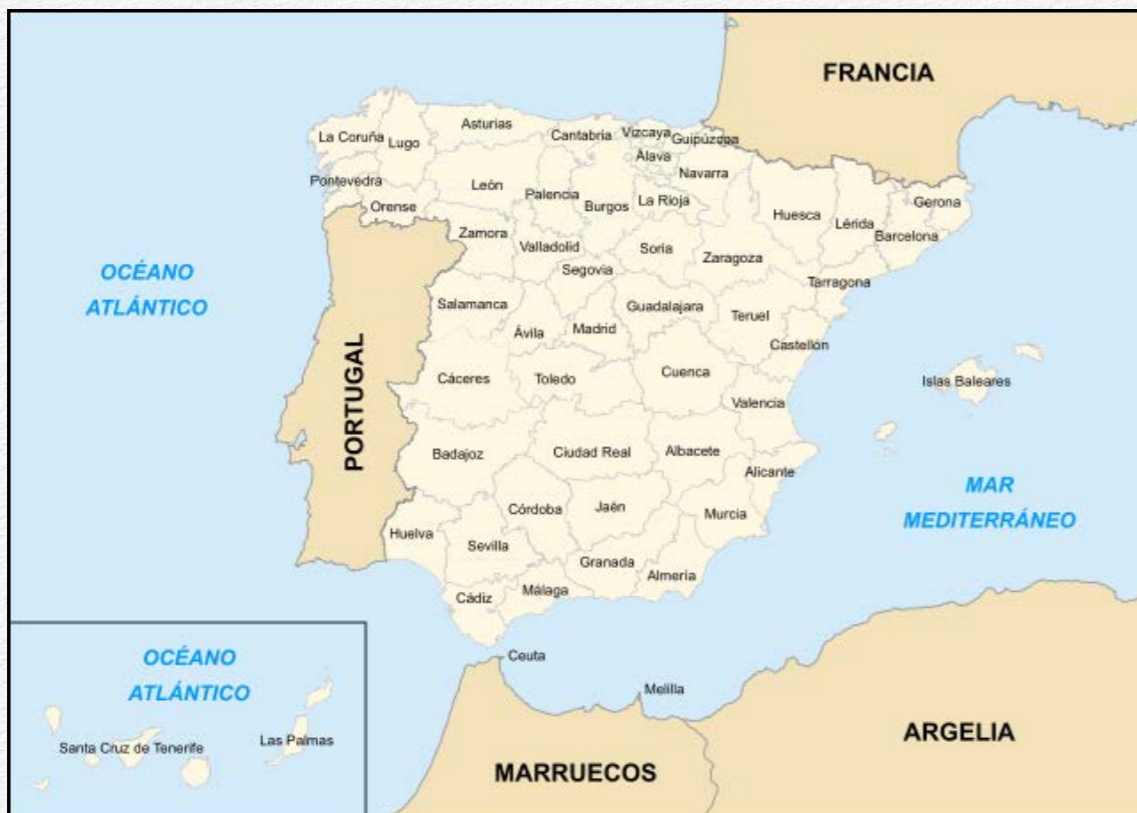 FRANCIA
La Coruña
Lugo
Asturias
Cantabria
Vizcaya
Guipúzcoa
Álava
Navarra
Pontevedra
Orense
León
Palencia
Burgos
La Rioja
Huesca
Lérida
Gerona
Barcelona
Zamora
Valladolid
Soria
Zaragoza
Segovia
Tarragona
OCÉANO
ATLÁNTICO
Salamanca
Ávila
Madrid
Guadalajara
Teruel
Castellón
PORTUGAL
Cáceres
Toledo
Cuenca
Valencia
Islas Baleares
Badajoz
Ciudad Real
Albacete
Alicante
MAR
MEDITERRÁNEO
Huelva
Sevilla
Córdoba
Jaén
Murcia
Granada
Almería
Cádiz
Málaga
Ceuta
Melilla
OCÉANO
ATLÁNTICO
Santa Cruz de Tenerife
Las Palmas
MARRUECOS
ARGELIA